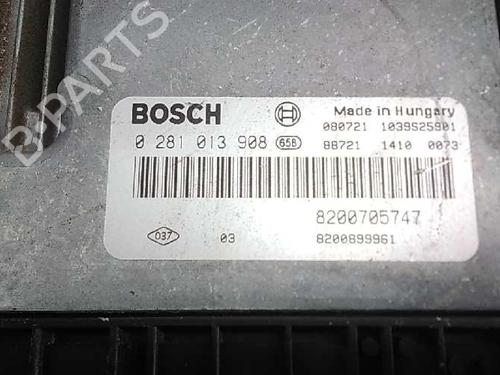 B-PARTS
BOSCH
Made in Hungary
080721 1039S25801
0 281 013 908 65B
88721 1410 0073
8200705747
037 03 8200899961